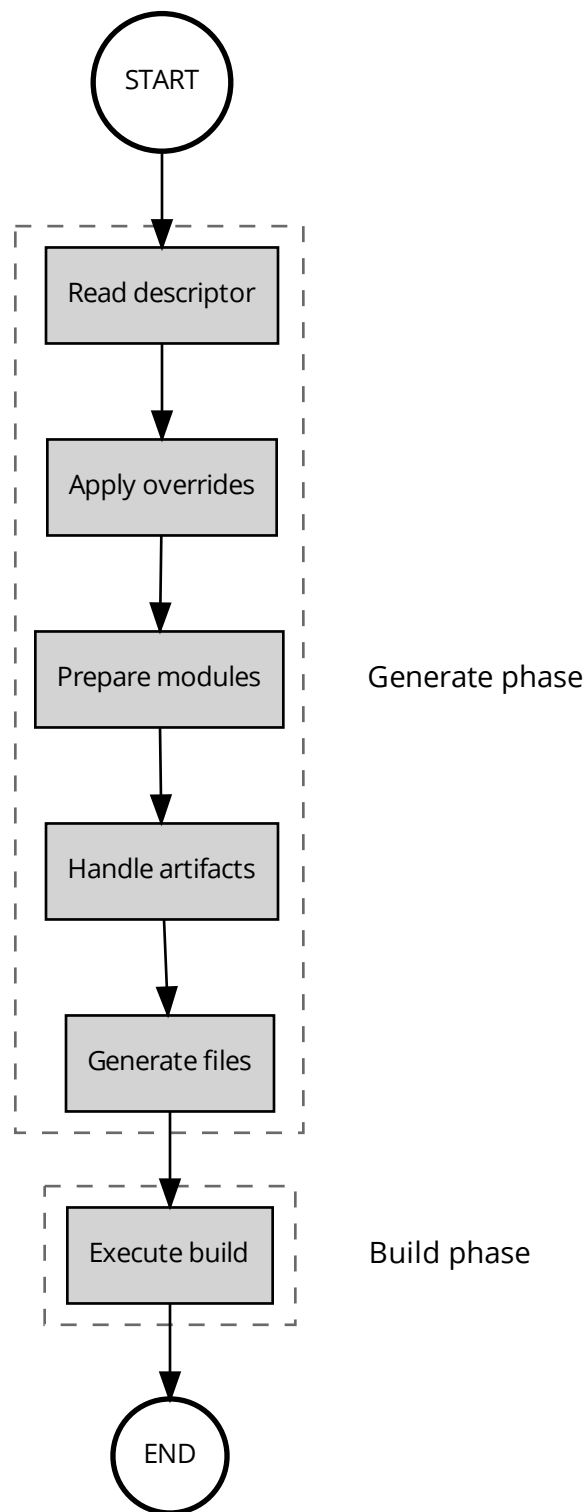 START
Read descriptor
Apply overrides
Prepare modules
Generate phase
Handle artifacts
Generate files
Execute build
Build phase
END